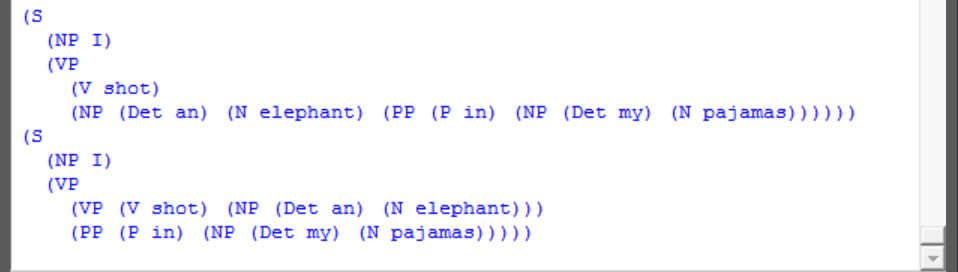 (S
  (NP I)
  (VP
    (V shot)
    (NP (Det an) (N elephant) (PP (P in) (NP (Det my) (N pajamas))))))
(S
  (NP I)
  (VP
    (VP (V shot) (NP (Det an) (N elephant)))
    (PP (P in) (NP (Det my) (N pajamas)))))